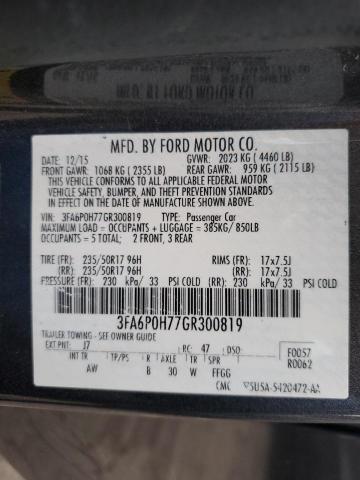 MFD. BY FORD MOTOR CO.
DATE: 12/15 GVWR: 2023 KG ( 4460 LB)
FRONT GAWR: 1068 KG ( 2355 LB) REAR GAWR: 959 KG ( 2115 LB)
THIS VEHICLE CONFORMS TO ALL APPLICABLE FEDERAL MOTOR
VEHICLE SAFETY, BUMPER, AND THEFT PREVENTION STANDARDS
IN EFFECT ON THE DATE OF MANUFACTURE SHOWN ABOVE.
VIN: 3FA6P0H77GR300819 TYPE: Passenger Car
MAXIMUM LOAD = OCCUPANTS + LUGGAGE = 385KG/ 850LB
OCCUPANTS = 5 TOTAL; 2 FRONT, 3 REAR
TIRE (FR): 235/50R17 96H RIMS (FR): 17x7.5J
(RR): 235/50R17 96H (RR): 17x7.5J
PRESSURE (FR): 230 kPa/ 33 PSI COLD (RR): 230 kPa/ 33 PSI COLD
3FA6P0H77GR300819
TRAILER TOWING - SEE OWNER GUIDE
EXT PNT: J7 RC: 47 DSO: F0057
INT TR TP/PS R AXLE TR SPR R0062
AW B 30 W FFGG
CMC 5U5A-5420472-AA